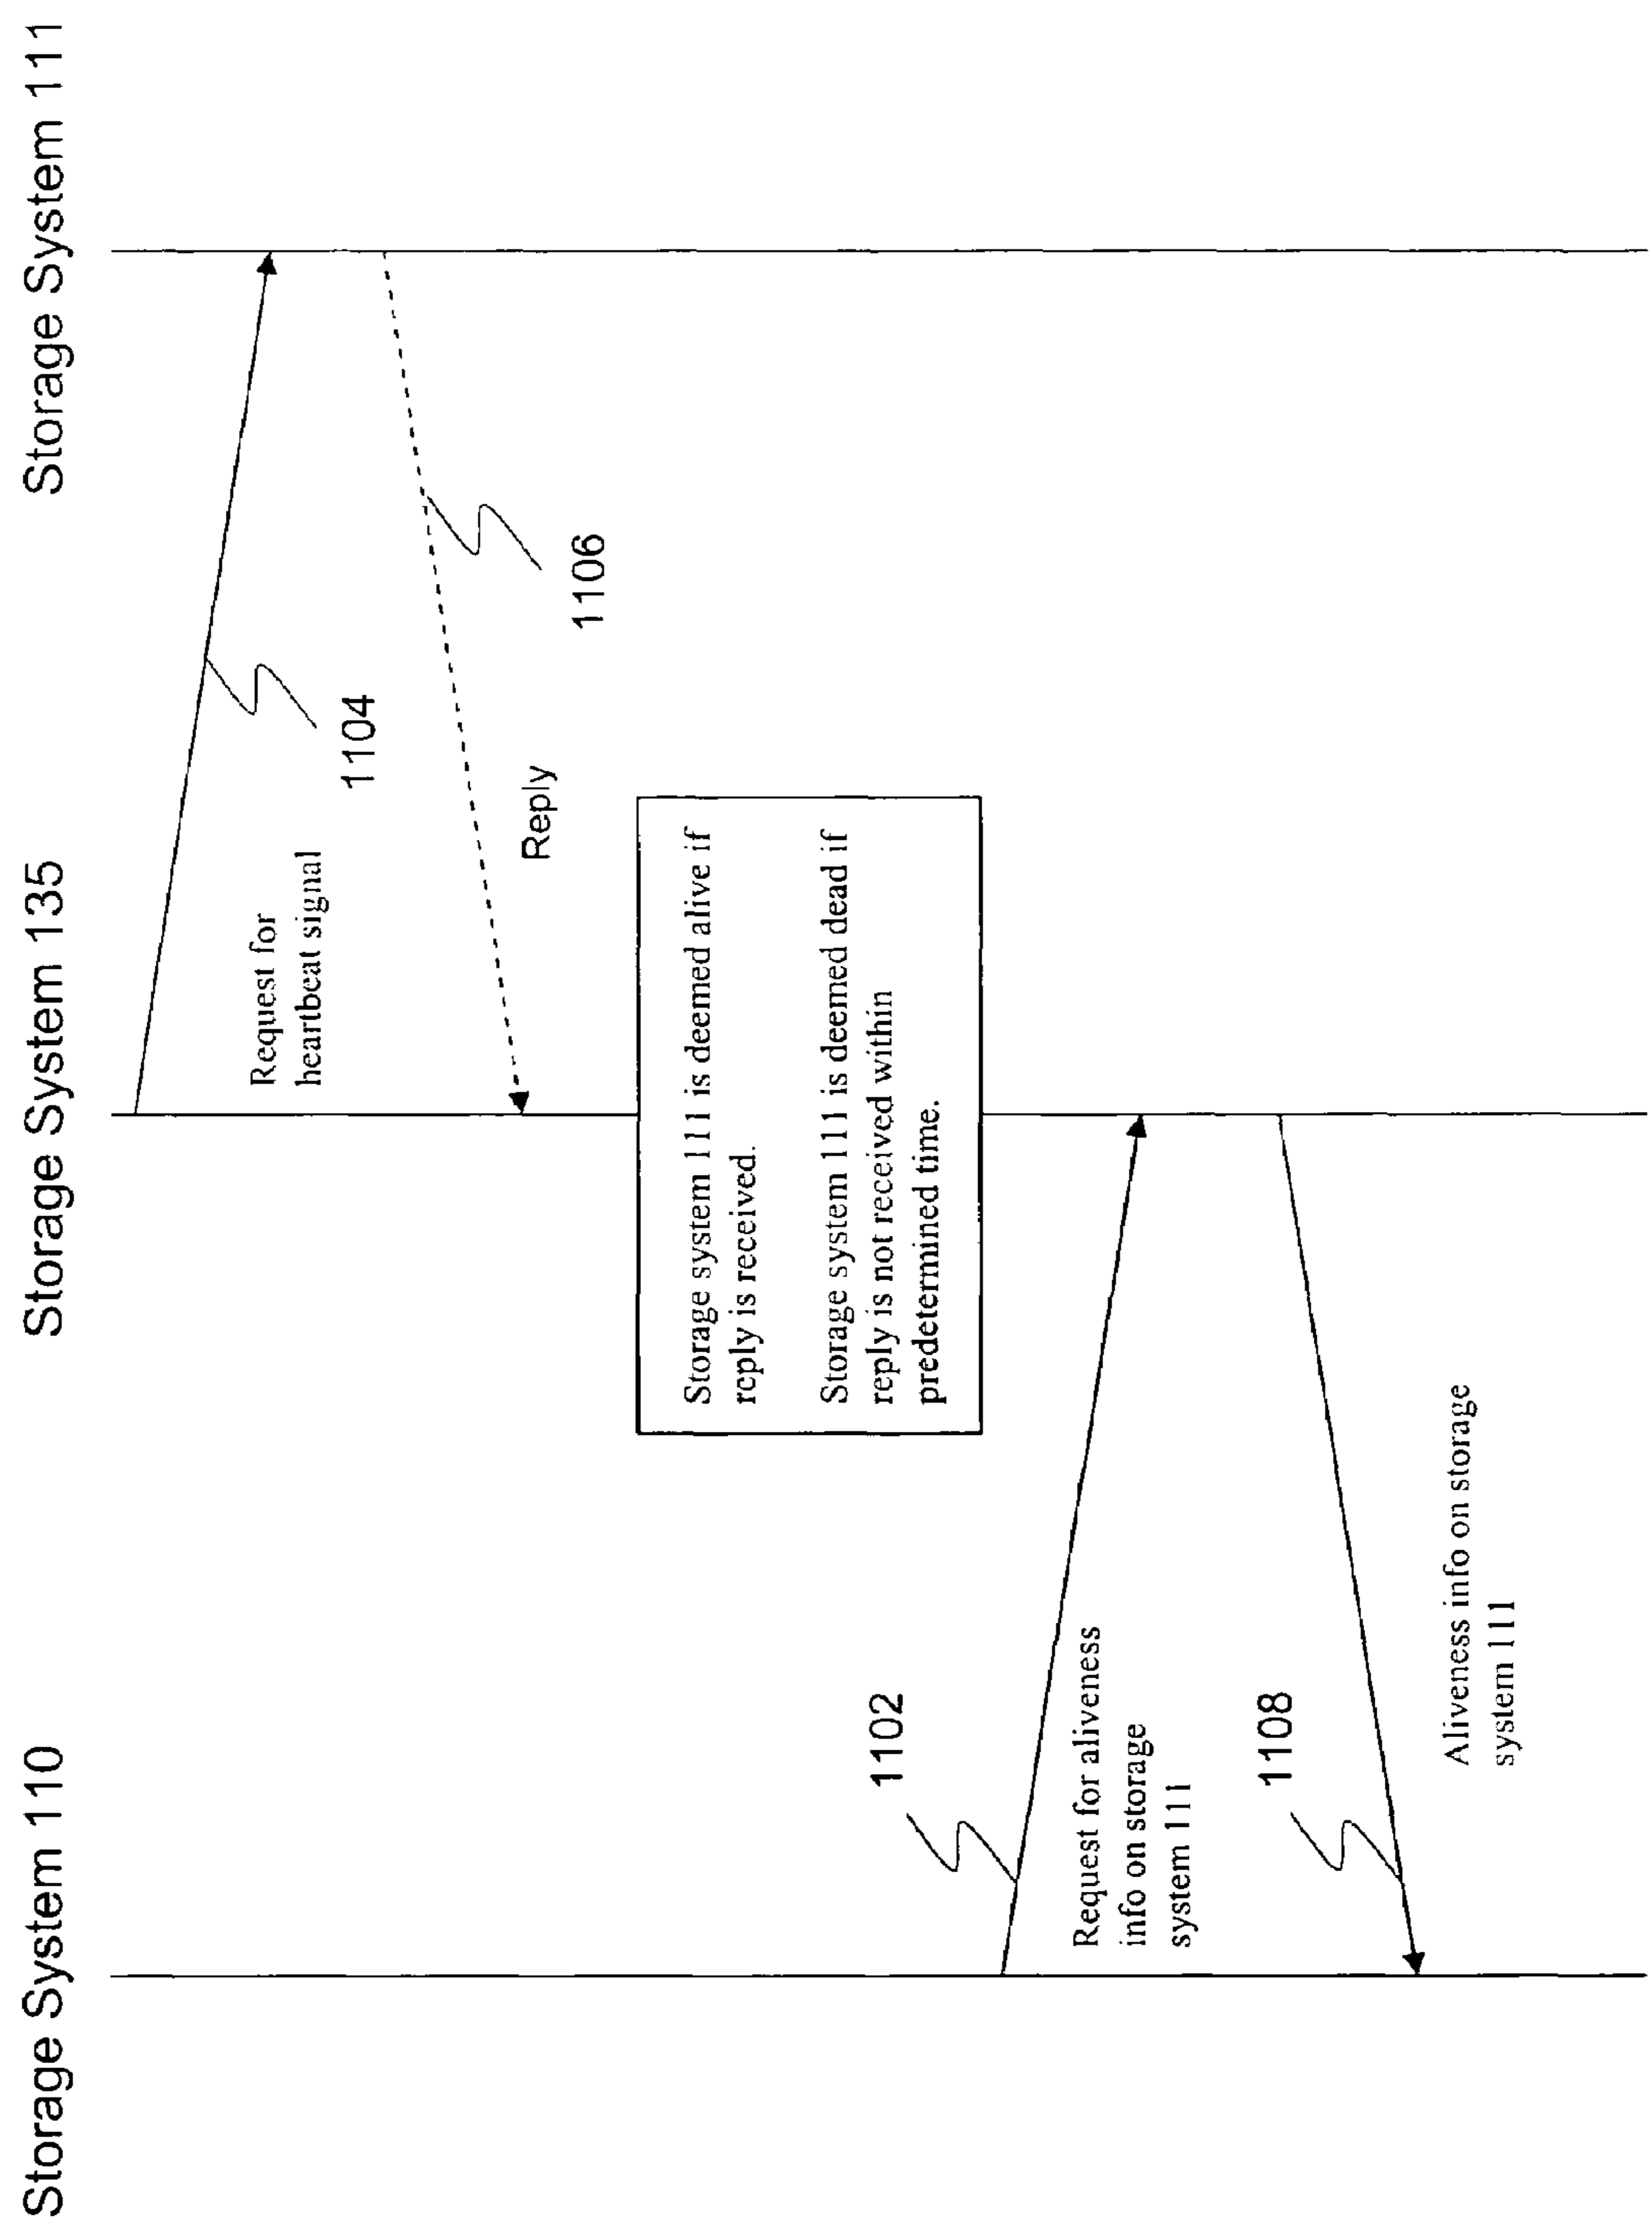 Storage System 110
Storage System 135
Storage System 111
Request for
heartbeat signal
1104
Reply
1106
Storage system 111 is deemed alive if
reply is received.
Storage system 111 is deemed dead if
reply is not received within
predetermined time.
1102
Request for aliveness
info on storage
system 111
1108
Aliveness info on storage
system 111